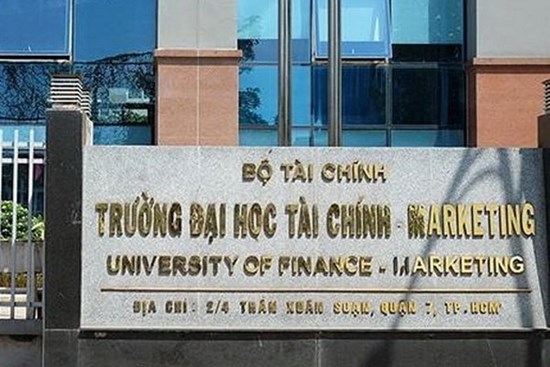 BỘ TÀI CHÍNH
TRƯỜNG ĐẠI HỌC TÀI CHÍNH - MARKETING
UNIVERSITY OF FINANCE - MARKETING
ĐỊA CHỈ : 2/4 TRẦN XUÂN SOẠN, QUẬN 7, TP.HCM